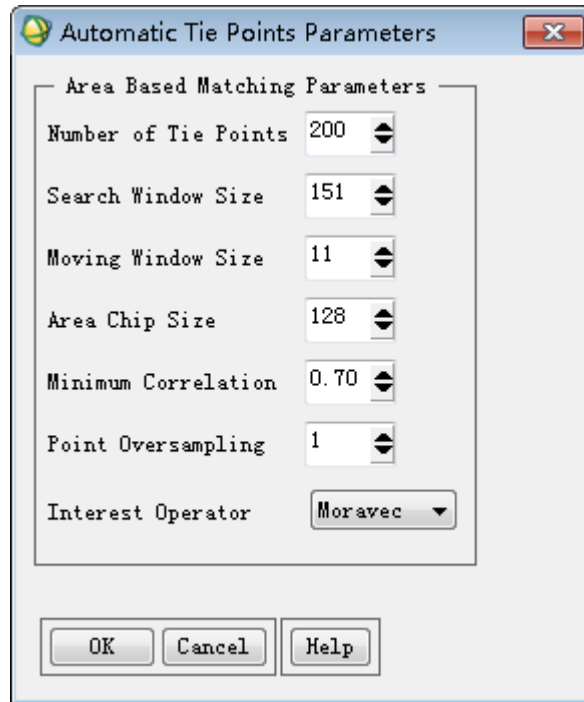 Automatic Tie Points Parameters
Area Based Matching Parameters
Number of Tie Points 200
Search Window Size 151
Moving Window Size 11
Area Chip Size 128
Minimum Correlation 0.70
Point Oversampling 1
Interest Operator Moravec
OK Cancel Help